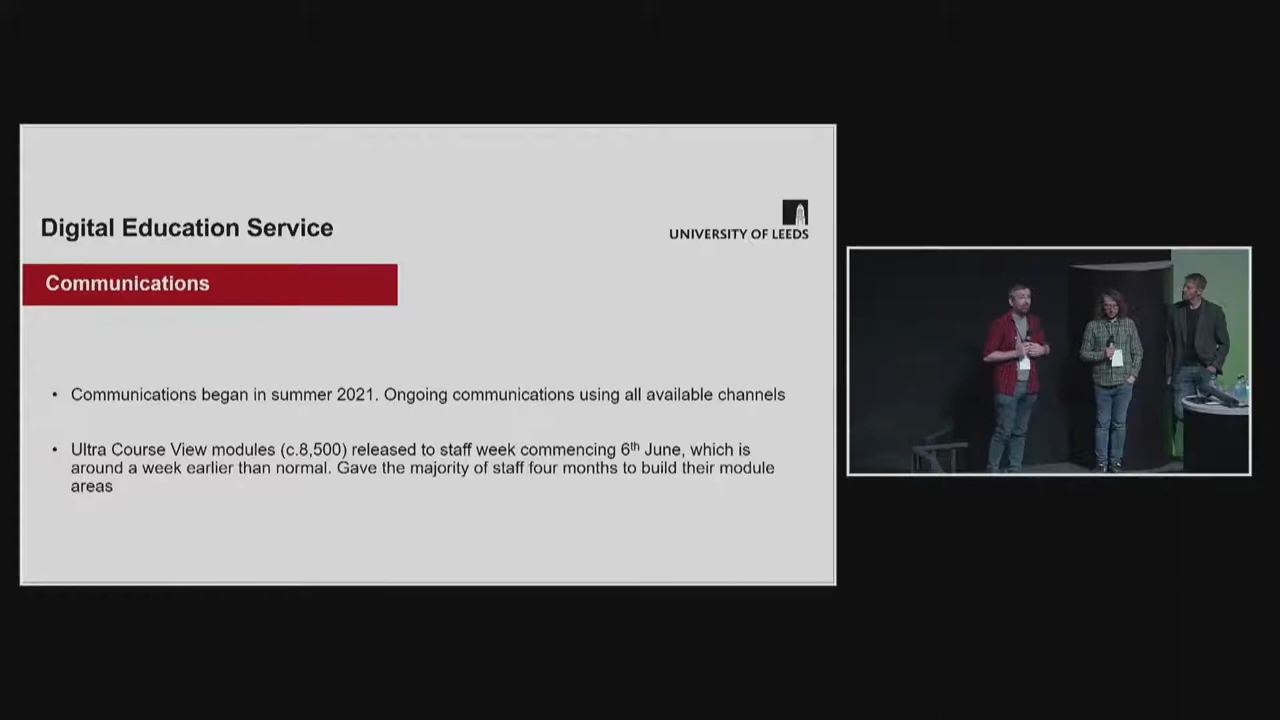 Digital Education Service
UNIVERSITY OF LEEDS
Communications
• Communications began in summer 2021. Ongoing communications using all available channels
• Ultra Course View modules (c.8,500) released to staff week commencing 6th June, which is
around a week earlier than normal. Gave the majority of staff four months to build their module
areas